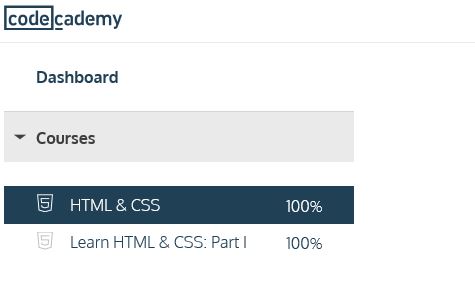 codecademy
Dashboard
Courses
HTML & CSS 100%
Learn HTML & CSS: Part I 100%